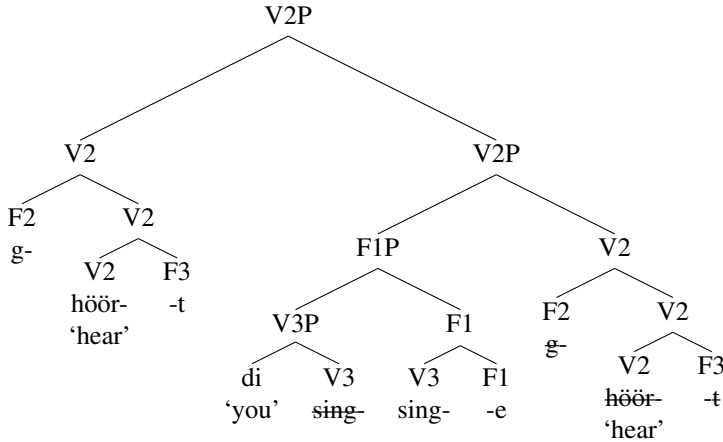 V2P
V2 V2P
F2 V2 F1P V2
g- V2 F3 V3P F1 F2 V2
höör- -t g- V2 F3
‘hear’ di V3 V3 F1 höör- -t
‘you’ sing- sing- -e ‘hear’